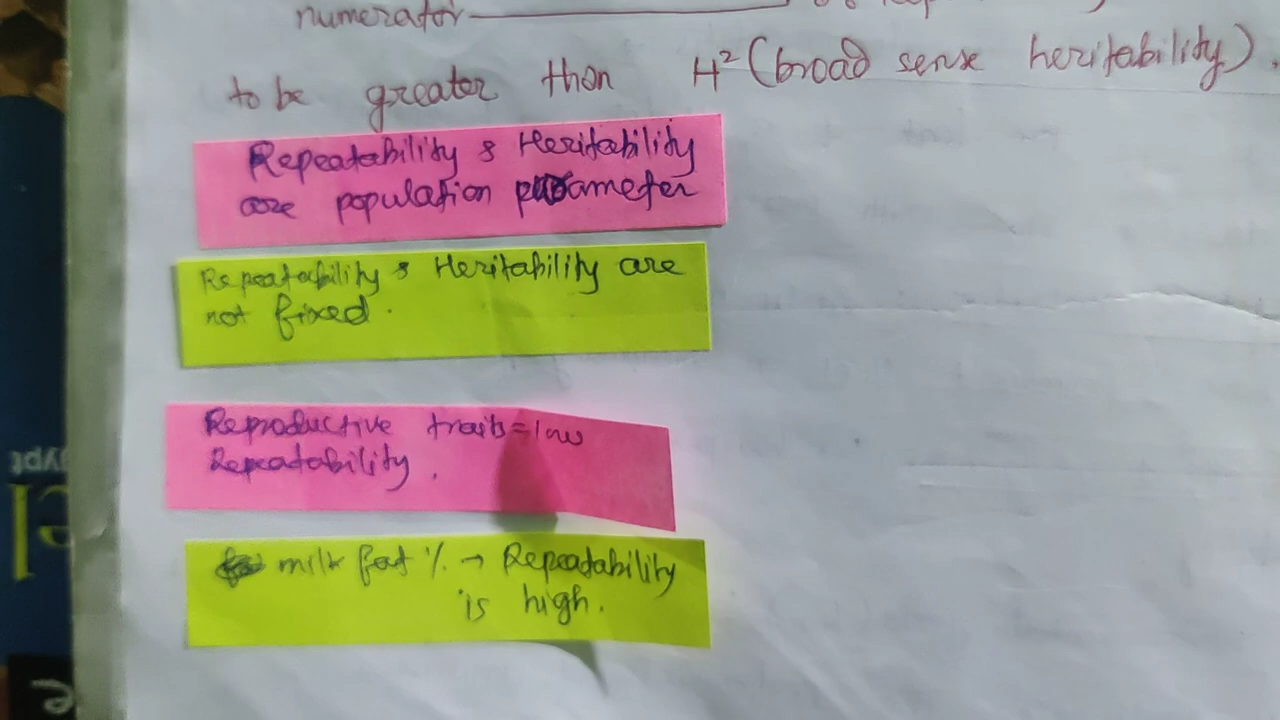 numerator
to be greater than H² (broad sense heritability).
Repeatability & Heritability
are population parameter
Repeatability & Heritability are
not fixed.
Reproductive traits = low
Repeatability.
milk fat % → Repeatability
is high.